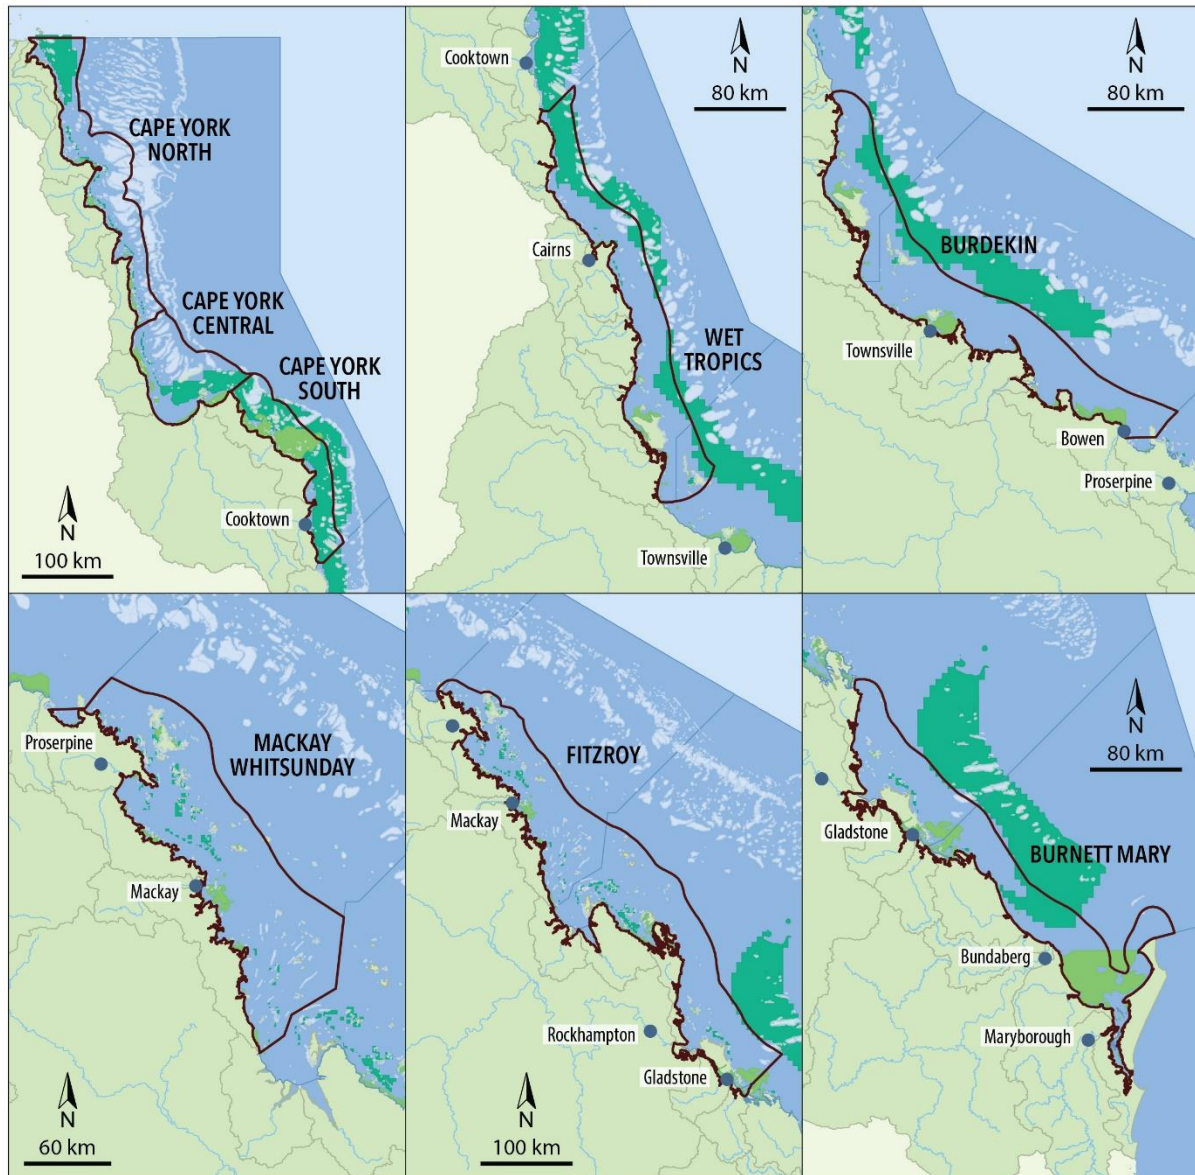 CAPE YORK
NORTH
CAPE YORK
CENTRAL
CAPE YORK
SOUTH
Cooktown
N
100 km
Cooktown
N
80 km
Cairns
WET
TROPICS
Townsville
N
80 km
BURDEKIN
Townsville
Bowen
Proserpine
Proserpine
MACKAY
WHITSUNDAY
Mackay
N
60 km
FITZROY
Mackay
Rockhampton
Gladstone
N
100 km
N
80 km
Gladstone
BURNETT MARY
Bundaberg
Maryborough